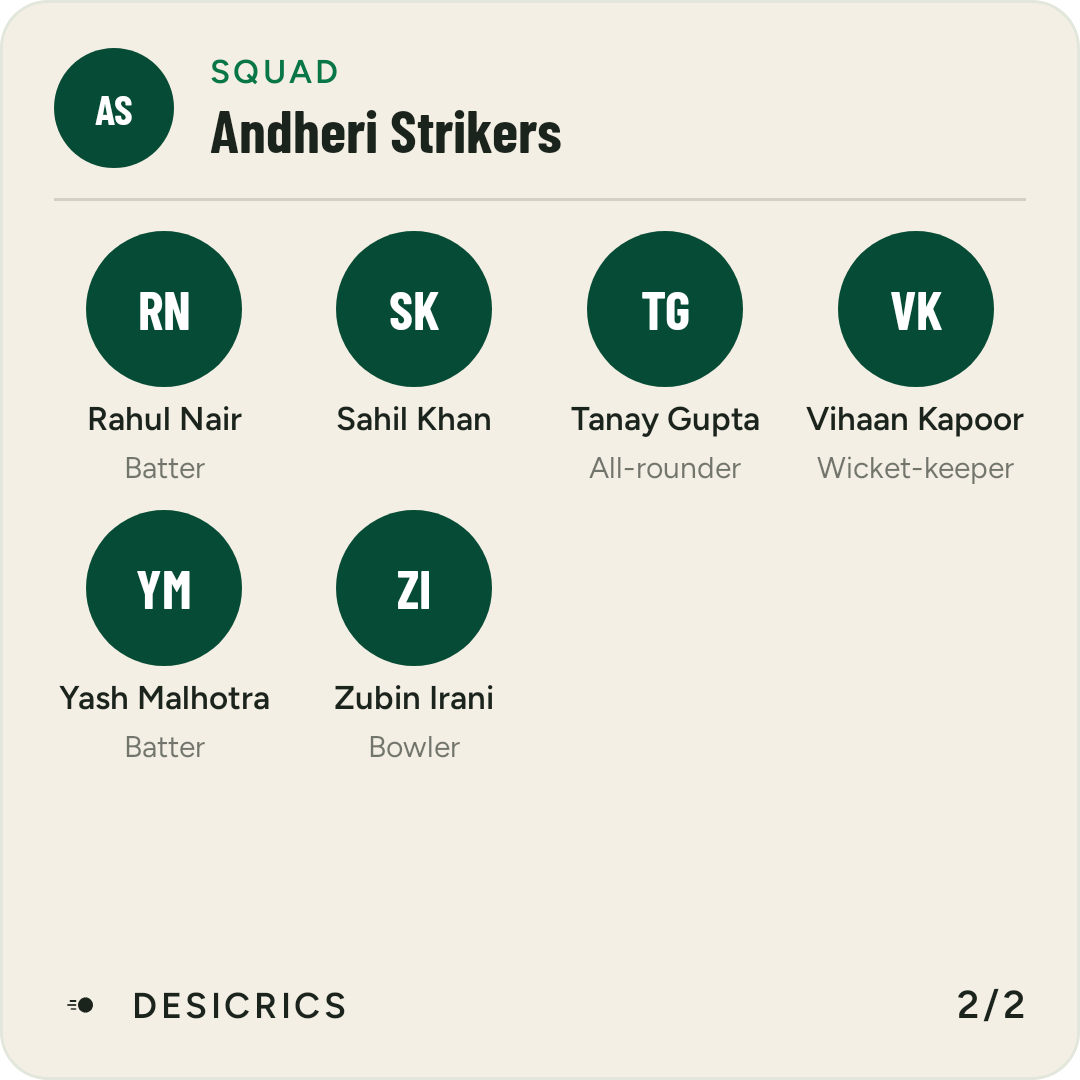 AS
SQUAD
Andheri Strikers
RN
SK
TG
VK
Rahul Nair
Sahil Khan
Tanay Gupta
Vihaan Kapoor
Batter
All-rounder
Wicket-keeper
YM
ZI
Yash Malhotra
Zubin Irani
Batter
Bowler
DESICRICS
2/2